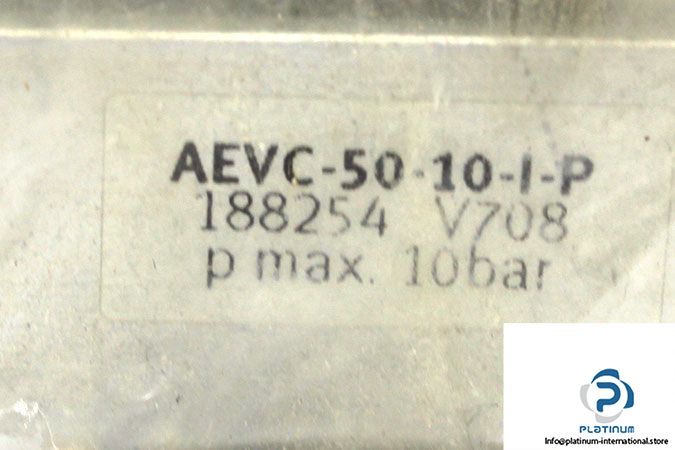 AEVC-50-10-I-P
188254 V708
p max. 10bar
PLATINUM
Info@platinum-international.store